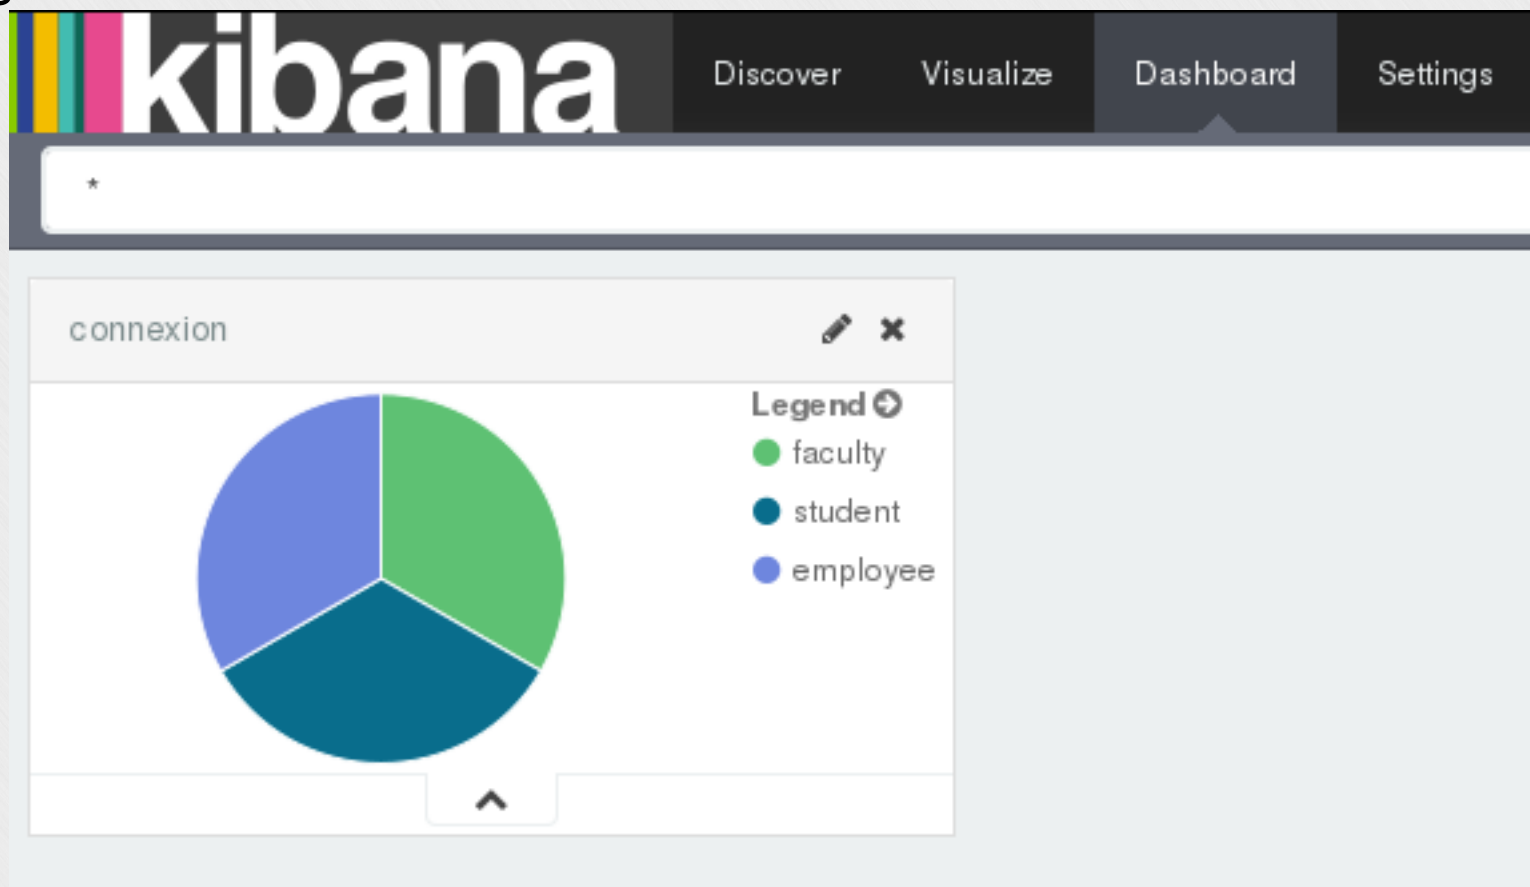 kibana Discover Visualize Dashboard Settings
*
connexion
Legend
faculty
student
employee